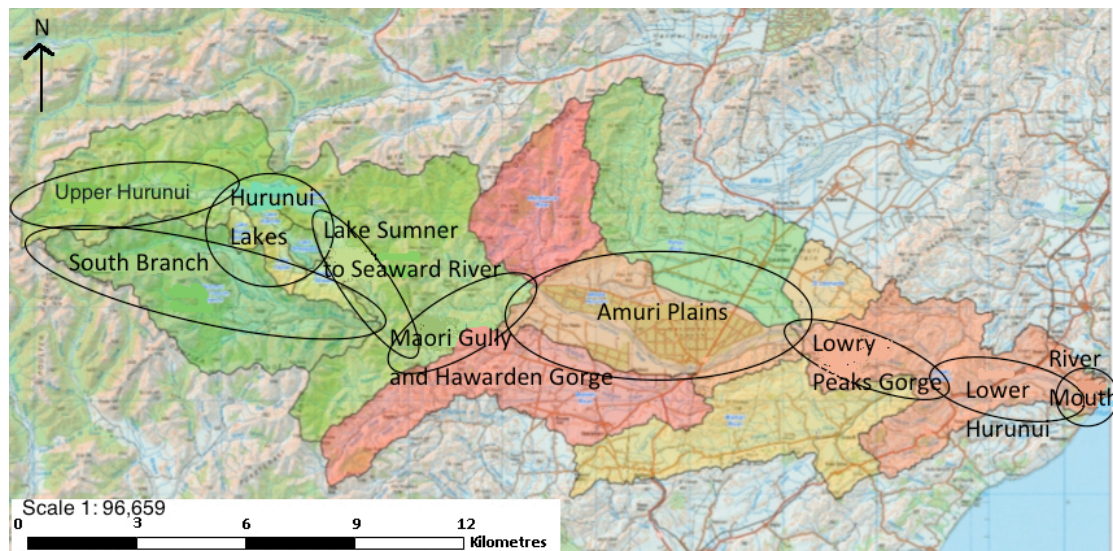 N
Upper Hurunui
Hurunui
Lakes
South Branch
Lake Sumner
to Seaward River
Maori Gully
and Hawarden Gorge
Amuri Plains
Lowry
Peaks Gorge
Lower
Hurunui
River
Mouth
Scale 1: 96,659
0 3 6 9 12
Kilometres